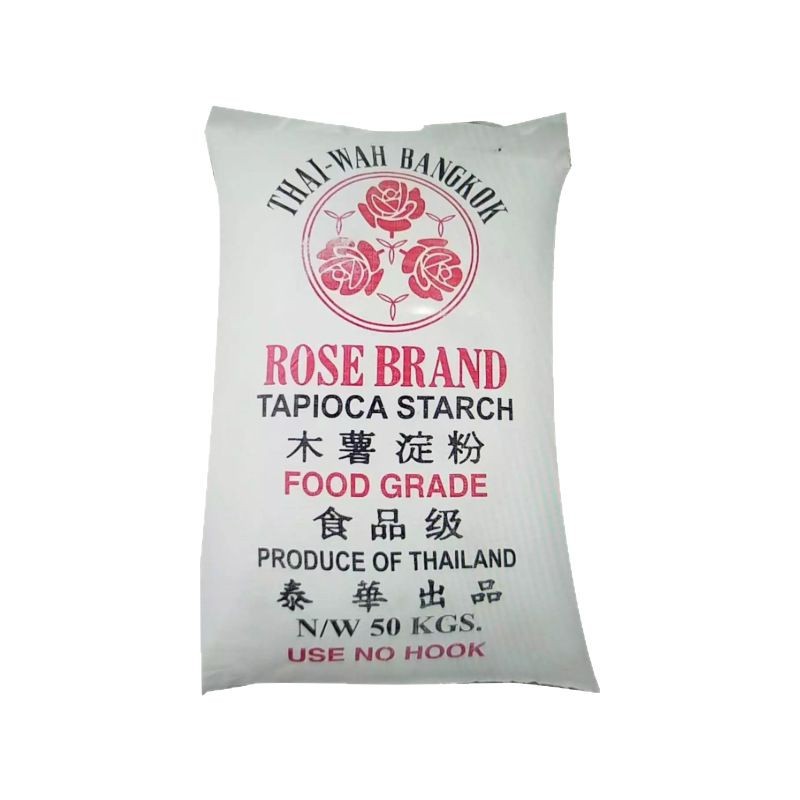 THAI-WAH BANGKOK
ROSE BRAND
TAPIOCA STARCH
木薯淀粉
FOOD GRADE
食品级
PRODUCE OF THAILAND
泰華出品
N/W 50 KGS.
USE NO HOOK